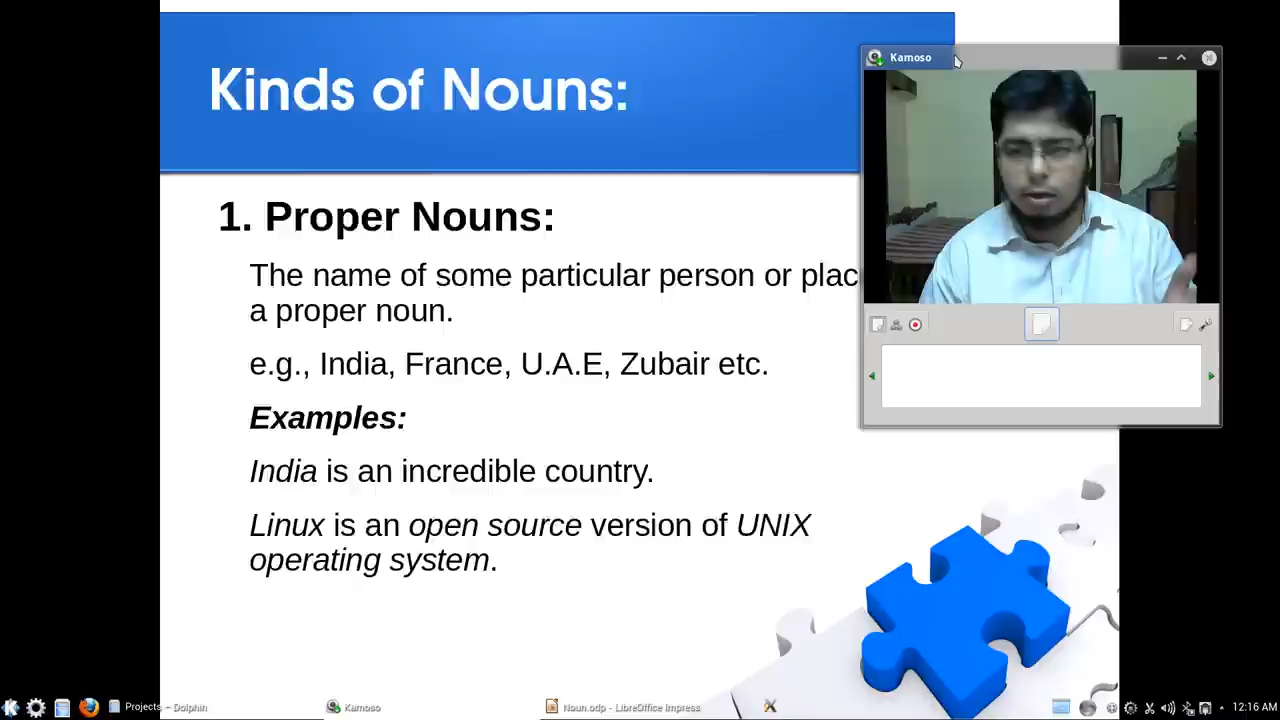 Kinds of Nouns:
Kamoso
1. Proper Nouns:
The name of some particular person or plac
a proper noun.
e.g., India, France, U.A.E, Zubair etc.
Examples:
India is an incredible country.
Linux is an open source version of UNIX
operating system.
Projects – Dolphin
Kamoso
Noun.odp - LibreOffice Impress
12:16 AM